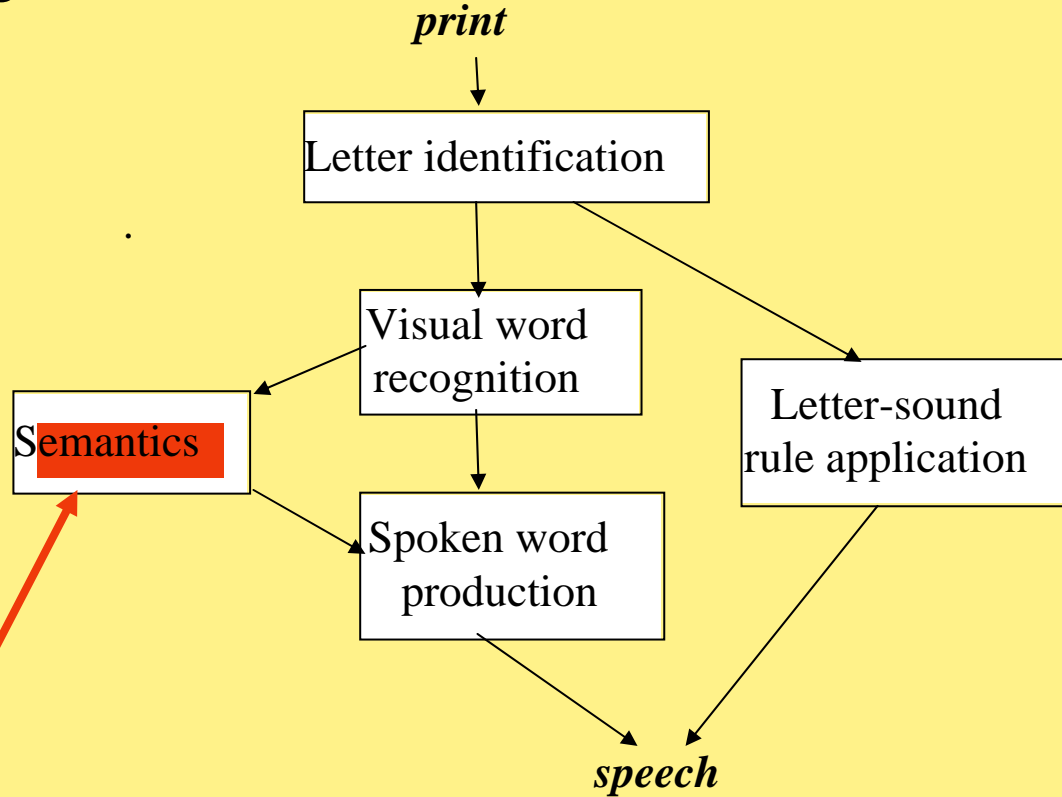 print
Letter identification
.
Visual word
recognition
Letter-sound
rule application
Semantics
Spoken word
production
speech